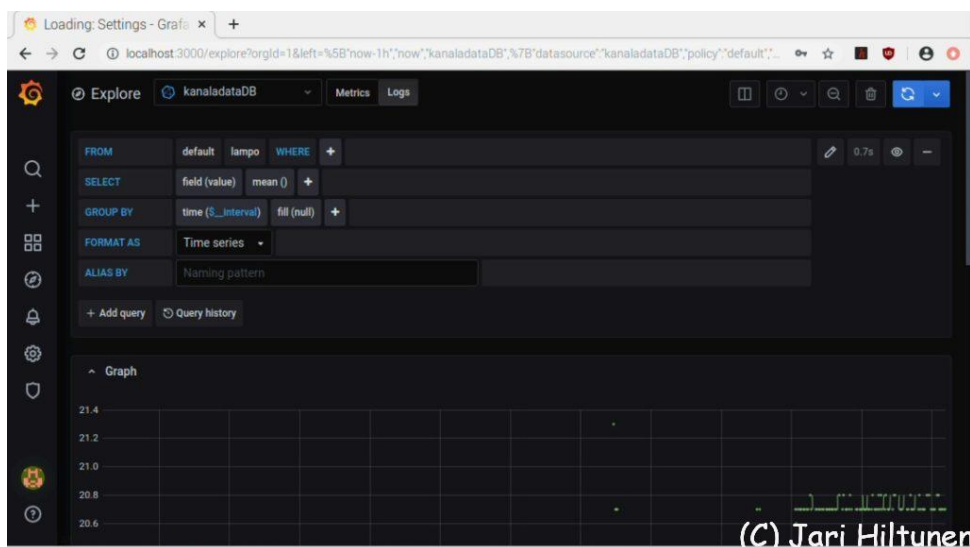 Loading: Settings - Grafa
localhost:3000/explore?orgId=1&left=%5B"now-1h","now","kanaladataDB",%7B"datasource":"kanaladataDB","policy":"default","...
Explore kanaladataDB Metrics Logs
FROM default lampo WHERE + 0.7s
SELECT field (value) mean () +
GROUP BY time ($__interval) fill (null) +
FORMAT AS Time series
ALIAS BY Naming pattern
+ Add query Query history
Graph
21.4
21.2
21.0
20.8
20.6
(C) Jari Hiltunen